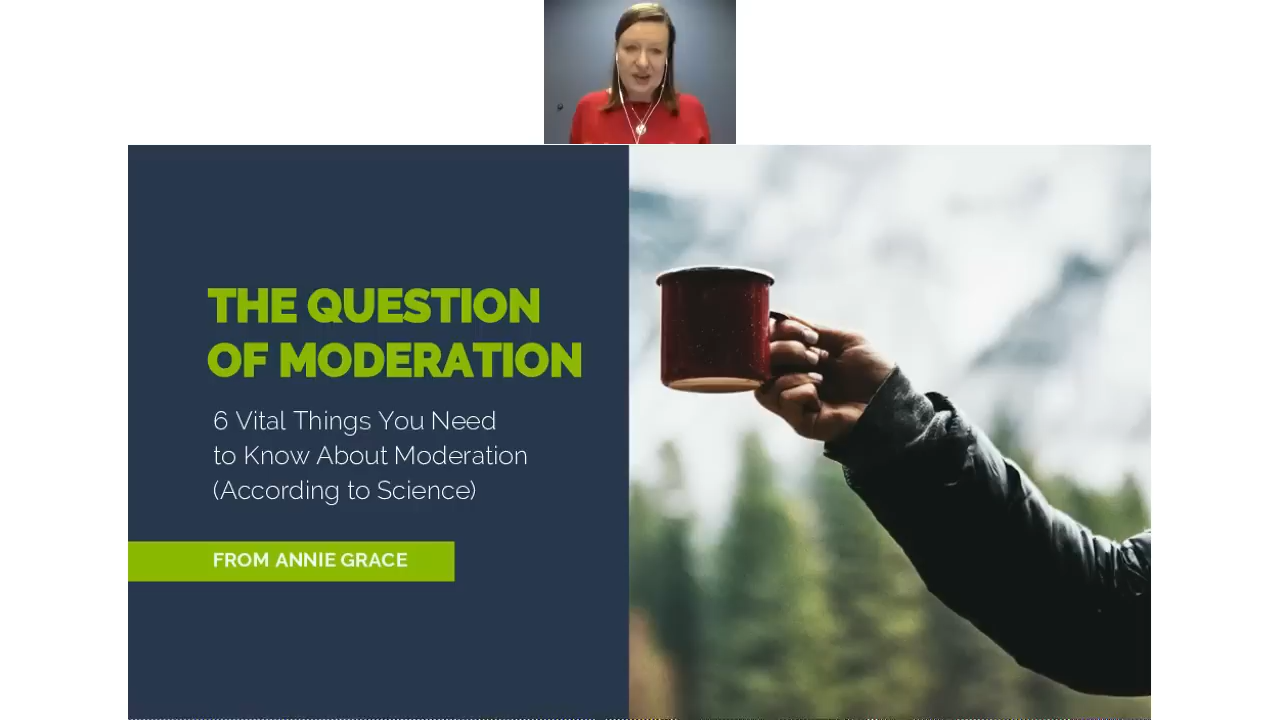 THE QUESTION
OF MODERATION
6 Vital Things You Need
to Know About Moderation
(According to Science)
FROM ANNIE GRACE